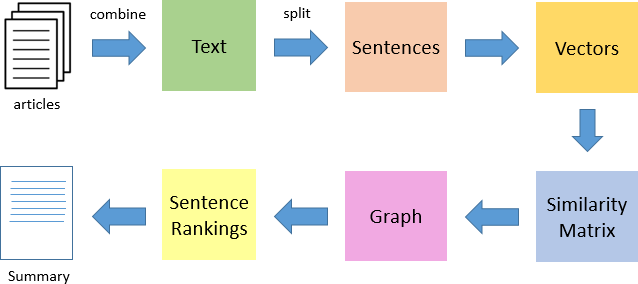 combine
split
Text
Sentences
Vectors
articles
Sentence
Rankings
Graph
Similarity
Matrix
Summary